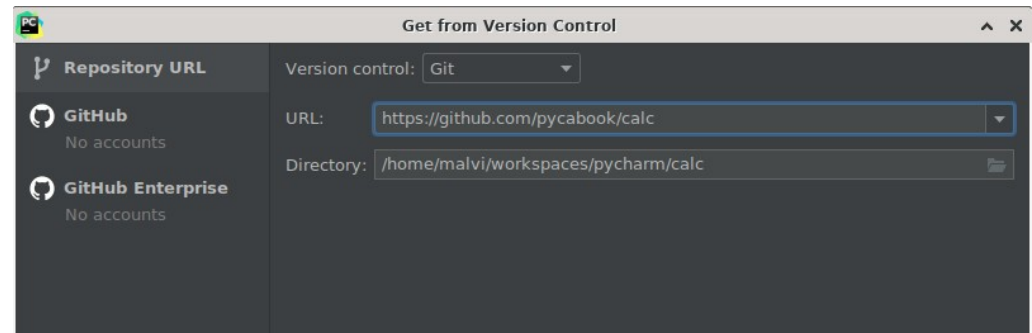 PC
Get from Version Control
Repository URL
GitHub
No accounts
GitHub Enterprise
No accounts
Version control: Git
URL: https://github.com/pycabook/calc
Directory: /home/malvi/workspaces/pycharm/calc